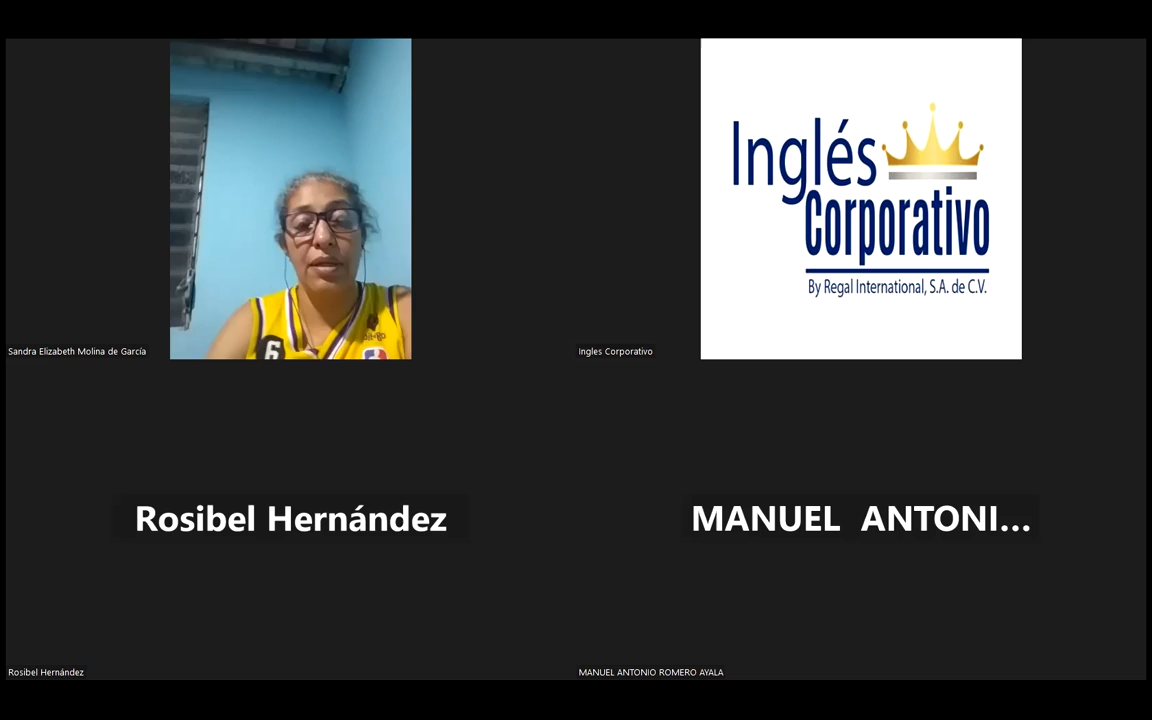 Inglés
Corporativo
By Regal International, S.A. de C.V.
6
Sandra Elizabeth Molina de García
Ingles Corporativo
Rosibel Hernández
MANUEL ANTONI...
Rosibel Hernández
MANUEL ANTONIO ROMERO AYALA